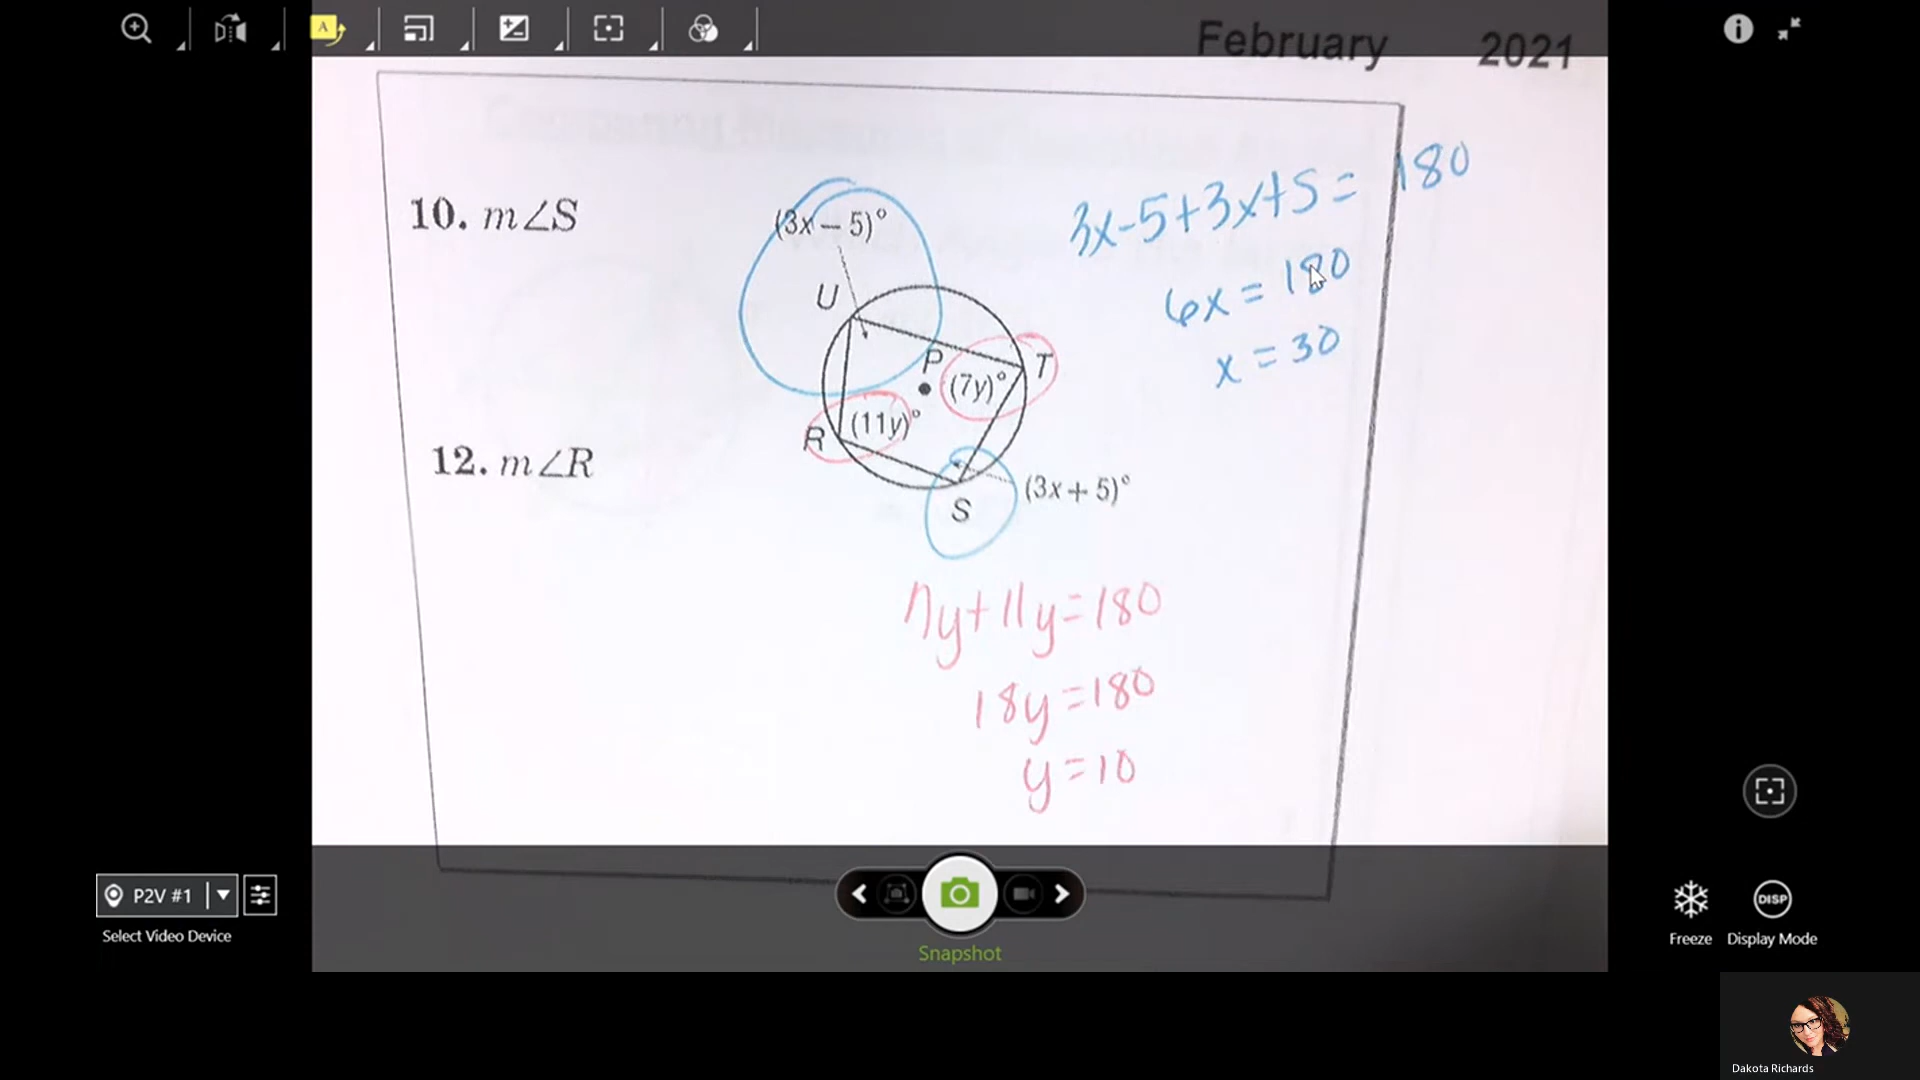 February 2021
10. m∠S
(3x – 5)°
3x-5+3x+5= 180
6x = 180
x = 30
U
P
T
(7y)°
R
(11y)°
12. m∠R
(3x + 5)°
S
7y+11y=180
18y=180
y=10
P2V #1
Select Video Device
Snapshot
DISP
Freeze
Display Mode
Dakota Richards